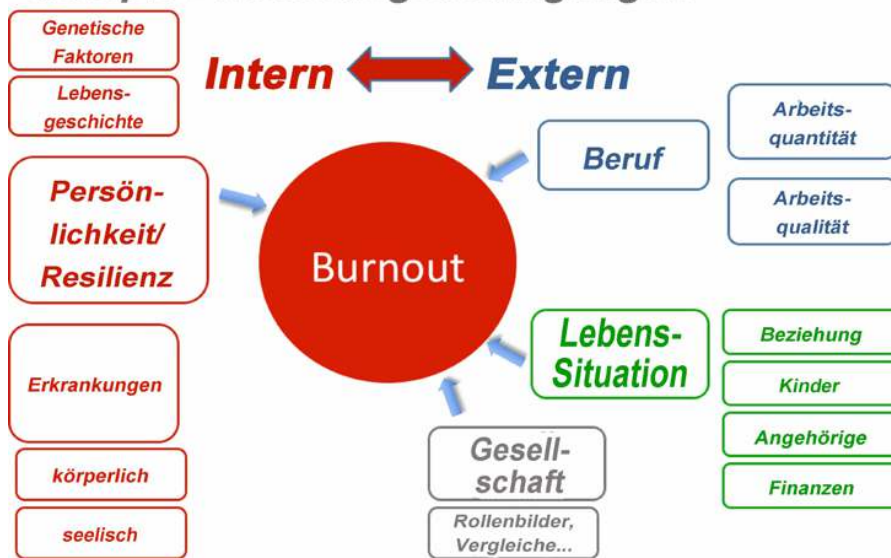 Genetische
Faktoren
Lebens-
geschichte
Intern
Extern
Persön-
lichkeit/
Resilienz
Burnout
Beruf
Arbeits-
quantität
Arbeits-
qualität
Erkrankungen
körperlich
seelisch
Lebens-
Situation
Beziehung
Kinder
Angehörige
Finanzen
Gesell-
schaft
Rollenbilder,
Vergleiche...